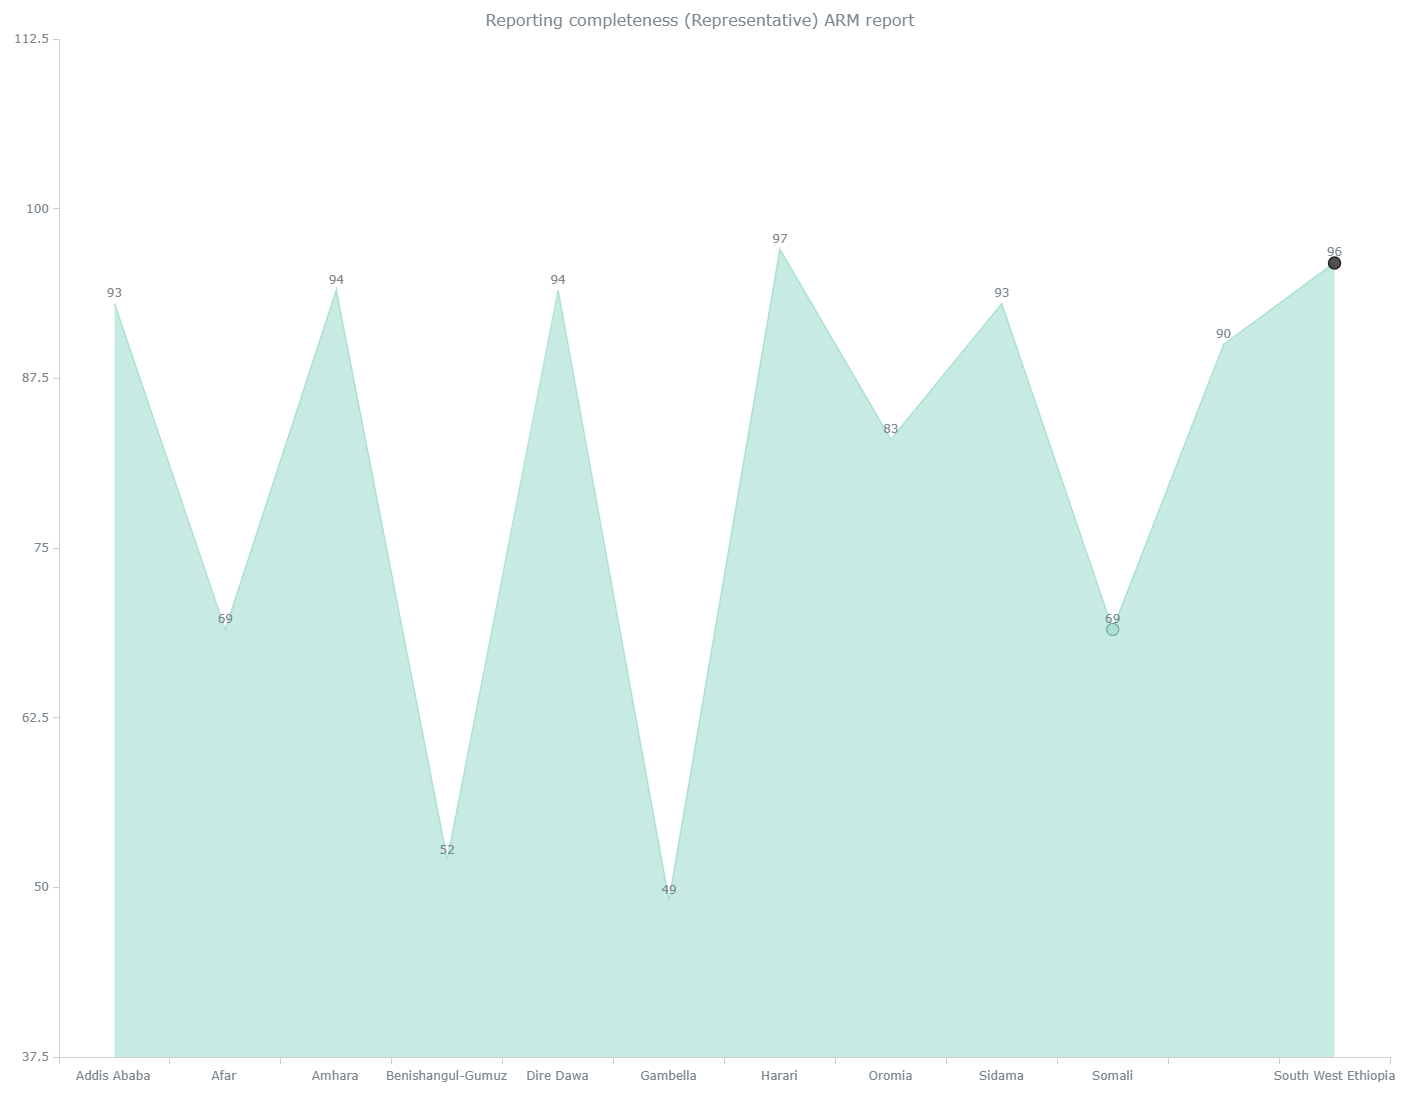 Reporting completeness (Representative) ARM report
112.5
100
87.5
75
62.5
50
37.5
93
69
94
52
94
49
97
83
93
69
90
96
Addis Ababa
Afar
Amhara
Benishangul-Gumuz
Dire Dawa
Gambella
Harari
Oromia
Sidama
Somali
South West Ethiopia